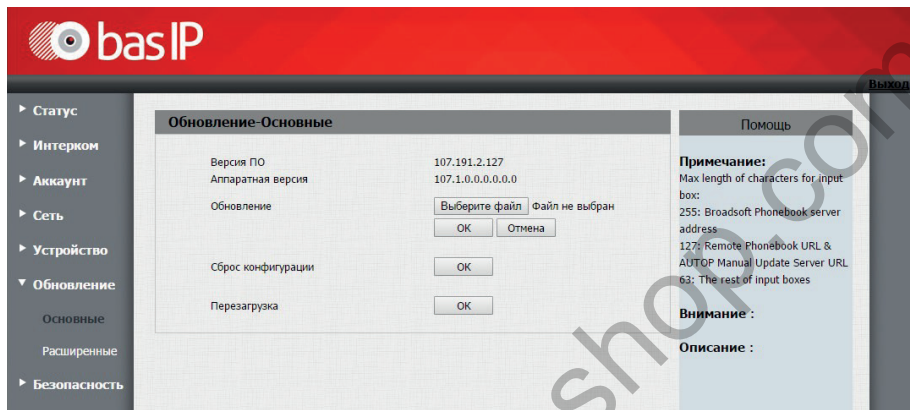 bas IP
Выход
Статус
Интерком
Аккаунт
Сеть
Устройство
Обновление
Основные
Расширенные
Безопасность
Обновление-Основные
Версия ПО 107.191.2.127
Аппаратная версия 107.1.0.0.0.0.0.0
Обновление Выберите файл Файл не выбран
OK Отмена
Сброс конфигурации OK
Перезагрузка OK
Помощь
Примечание:
Max length of characters for input
box:
255: Broadsoft Phonebook server
address
127: Remote Phonebook URL &
AUTOP Manual Update Server URL
63: The rest of input boxes
Внимание :
Описание :
shop.com